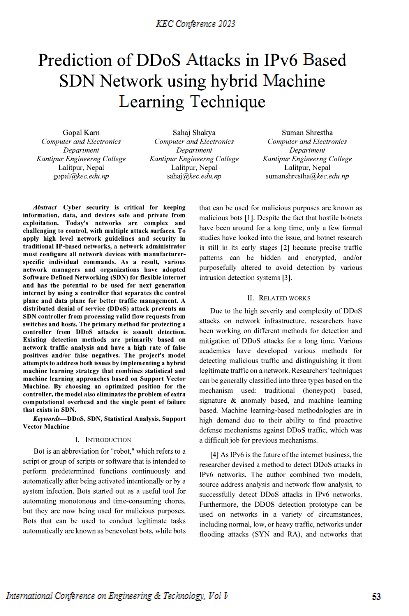 KEC Conference 2023
Prediction of DDoS Attacks in IPv6 Based
SDN Network using hybrid Machine
Learning Technique
Gopal Karn
Computer and Electronics
Department
Kantipur Engineerng College
Lalitpur, Nepal
gopal@kec.edu.np
Sahaj Shakya
Computer and Electronics
Department
Kantipur Engineering College
Lalitpur, Nepal
sahaj@kec.edu.np
Suman Shrestha
Computer and Electronics
Department
Kantipur Engineerng College
Lalitpur, Nepal
sumanshrestha@kec.edu.np
Abstract Cyber security is critical for keeping
information, data, and devices safe and private from
exploitation. Today's networks are complex and
challenging to control, with multiple attack surfaces. To
apply high level network guidelines and security in
traditional IP-based networks, a network administrator
must configure all network devices with manufacturer-
specific individual commands. As a result, various
network managers and organizations have adopted
Software Defined Networking (SDN) for flexible internet
and has the potential to be used for next generation
internet by using a controller that separates the control
plane and data plane for better traffic management. A
distributed denial of service (DDoS) attack prevents an
SDN controller from processing valid flow requests from
switches and hosts. The primary method for protecting a
controller from DDoS attacks is assault detection.
Existing detection methods are primarily based on
network traffic analysis and have a high rate of false
positives and/or false negatives. The project's model
attempts to address both issues by implementing a hybrid
machine learning strategy that combines statistical and
machine learning approaches based on Support Vector
Machine. By chosing an optimized position for the
controller, the model also eliminates the problem of extra
computational overhead and the single point of failure
that exists in SDN.
Keywords—DDoS, SDN, Statistical Analysis, Support
Vector Machine
I. INTRODUCTION
Bot is an abbreviation for "robot," which refers to a
script or group of scripts or software that is intended to
perform predetermined functions continuously and
automatically after being activated intentionally or by a
system infection. Bots started out as a useful tool for
automating monotonous and time-consuming chores,
but they are now being used for malicious purposes.
Bots that can be used to conduct legitimate tasks
automatically are known as benevolent bots, while bots
that can be used for malicious purposes are known as
malicious bots [1]. Despite the fact that hostile botnets
have been around for a long time, only a few formal
studies have looked into the issue, and botnet research
is still in its early stages [2] because precise traffic
patterns can be hidden and encrypted, and/or
purposefully altered to avoid detection by various
intrusion detection systems [3].
II. RELATED WORKS
Due to the high severity and complexity of DDoS
attacks on network infrastructure, researchers have
been working on different methods for detection and
mitigation of DDoS attacks for a long time. Various
academics have developed various methods for
detecting malicious traffic and distinguishing it from
legitimate traffic on a network. Researchers' techniques
can be generally classified into three types based on the
mechanism used: traditional (honeypot) based,
signature & anomaly based, and machine learning
based. Machine learning-based methodologies are in
high demand due to their ability to find proactive
defense mechanisms against DDoS traffic, which was
a difficult job for previous mechanisms.
[4] As IPv6 is the future of the internet business, the
researcher devised a method to detect DDoS attacks in
IPv6 networks. The author combined two models,
source address analysis and network flow analysis, to
successfully detect DDoS attacks in IPv6 networks.
Furthermore, the DDOS detection prototype can be
used on networks in a variety of circumstances,
including normal, low, or heavy traffic, networks under
flooding attacks (SYN and RA), and networks that
International Conference on Engineering & Technology, Vol I
53